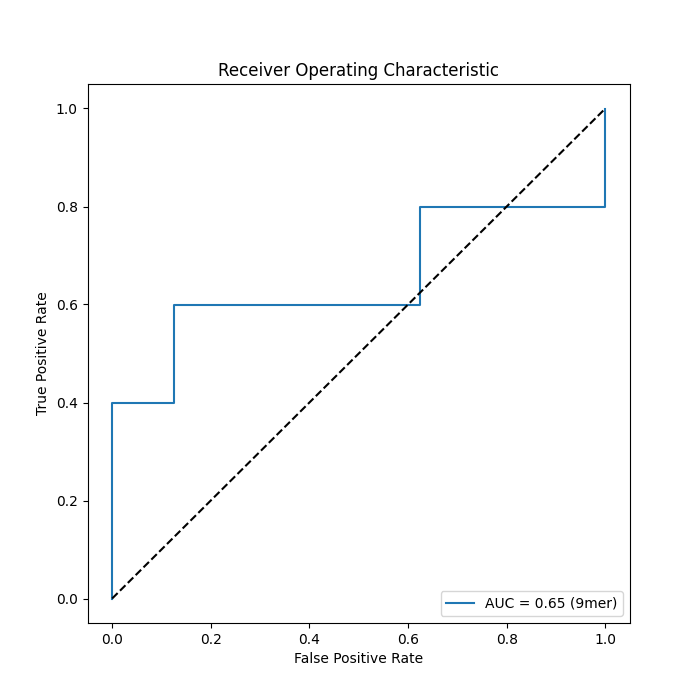 Receiver Operating Characteristic
1.0
0.8
0.6
0.4
0.2
0.0
True Positive Rate
AUC = 0.65 (9mer)
0.0 0.2 0.4 0.6 0.8 1.0
False Positive Rate